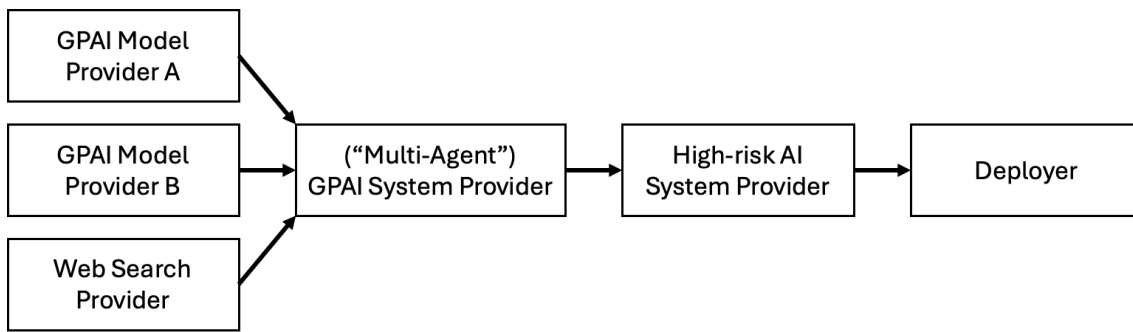 GPAI Model
Provider A
GPAI Model
Provider B
Web Search
Provider
(“Multi-Agent”)
GPAI System Provider
High-risk AI
System Provider
Deployer